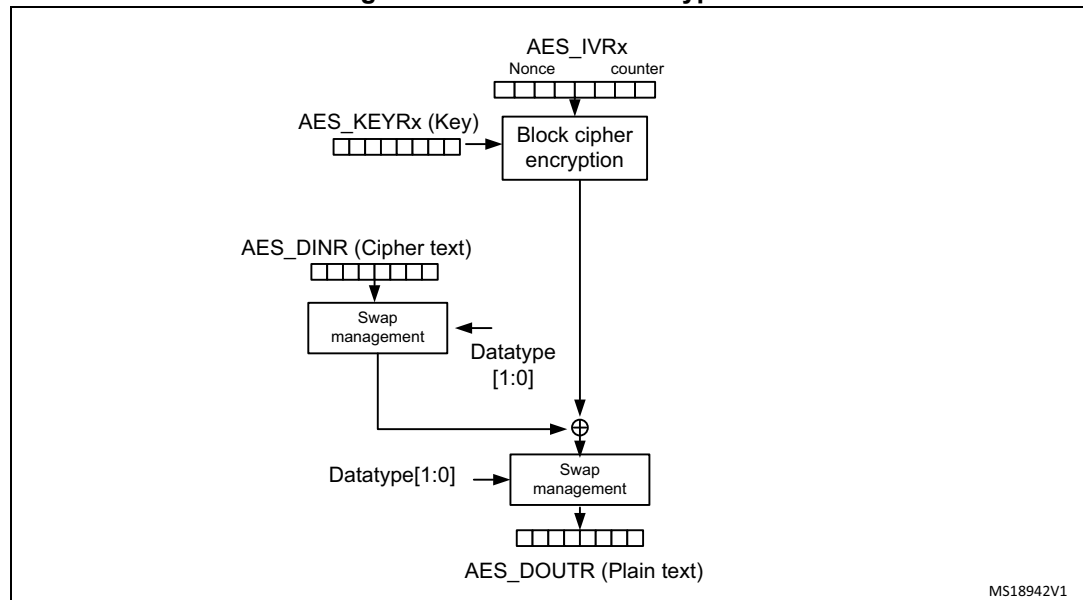 AES_IVRx
Nonce counter
AES_KEYRx (Key)
Block cipher
encryption
AES_DINR (Cipher text)
Swap
management
Datatype
[1:0]
Datatype[1:0]
Swap
management
AES_DOUTR (Plain text)
MS18942V1